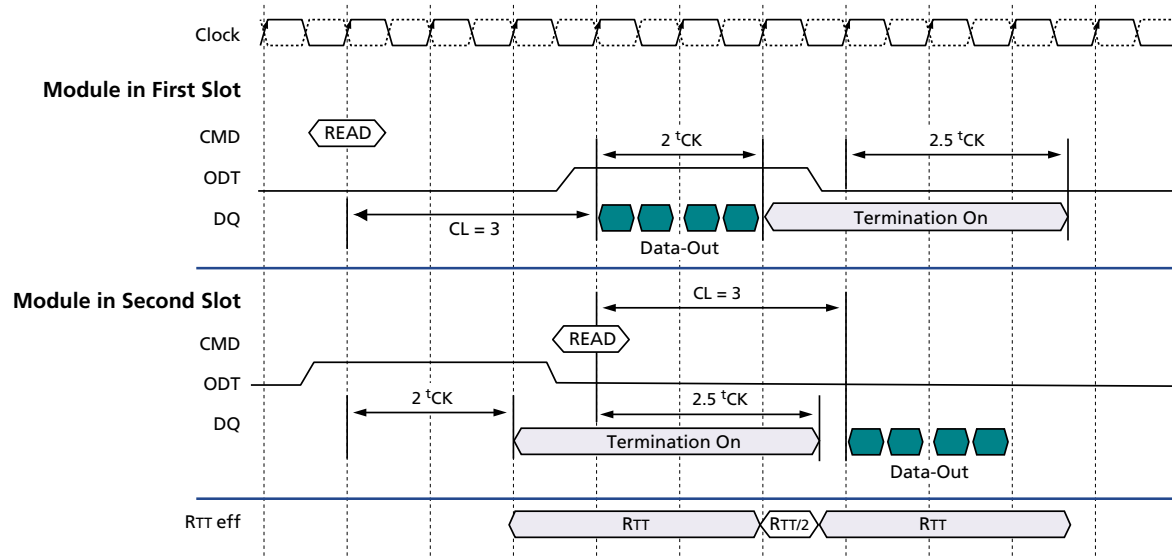 Clock
Module in First Slot
CMD
READ
2 tCK
2.5 tCK
ODT
DQ
CL = 3
Termination On
Data-Out
Module in Second Slot
CL = 3
CMD
READ
ODT
2 tCK
2.5 tCK
DQ
Termination On
Data-Out
RTT eff
RTT
RTT/2
RTT